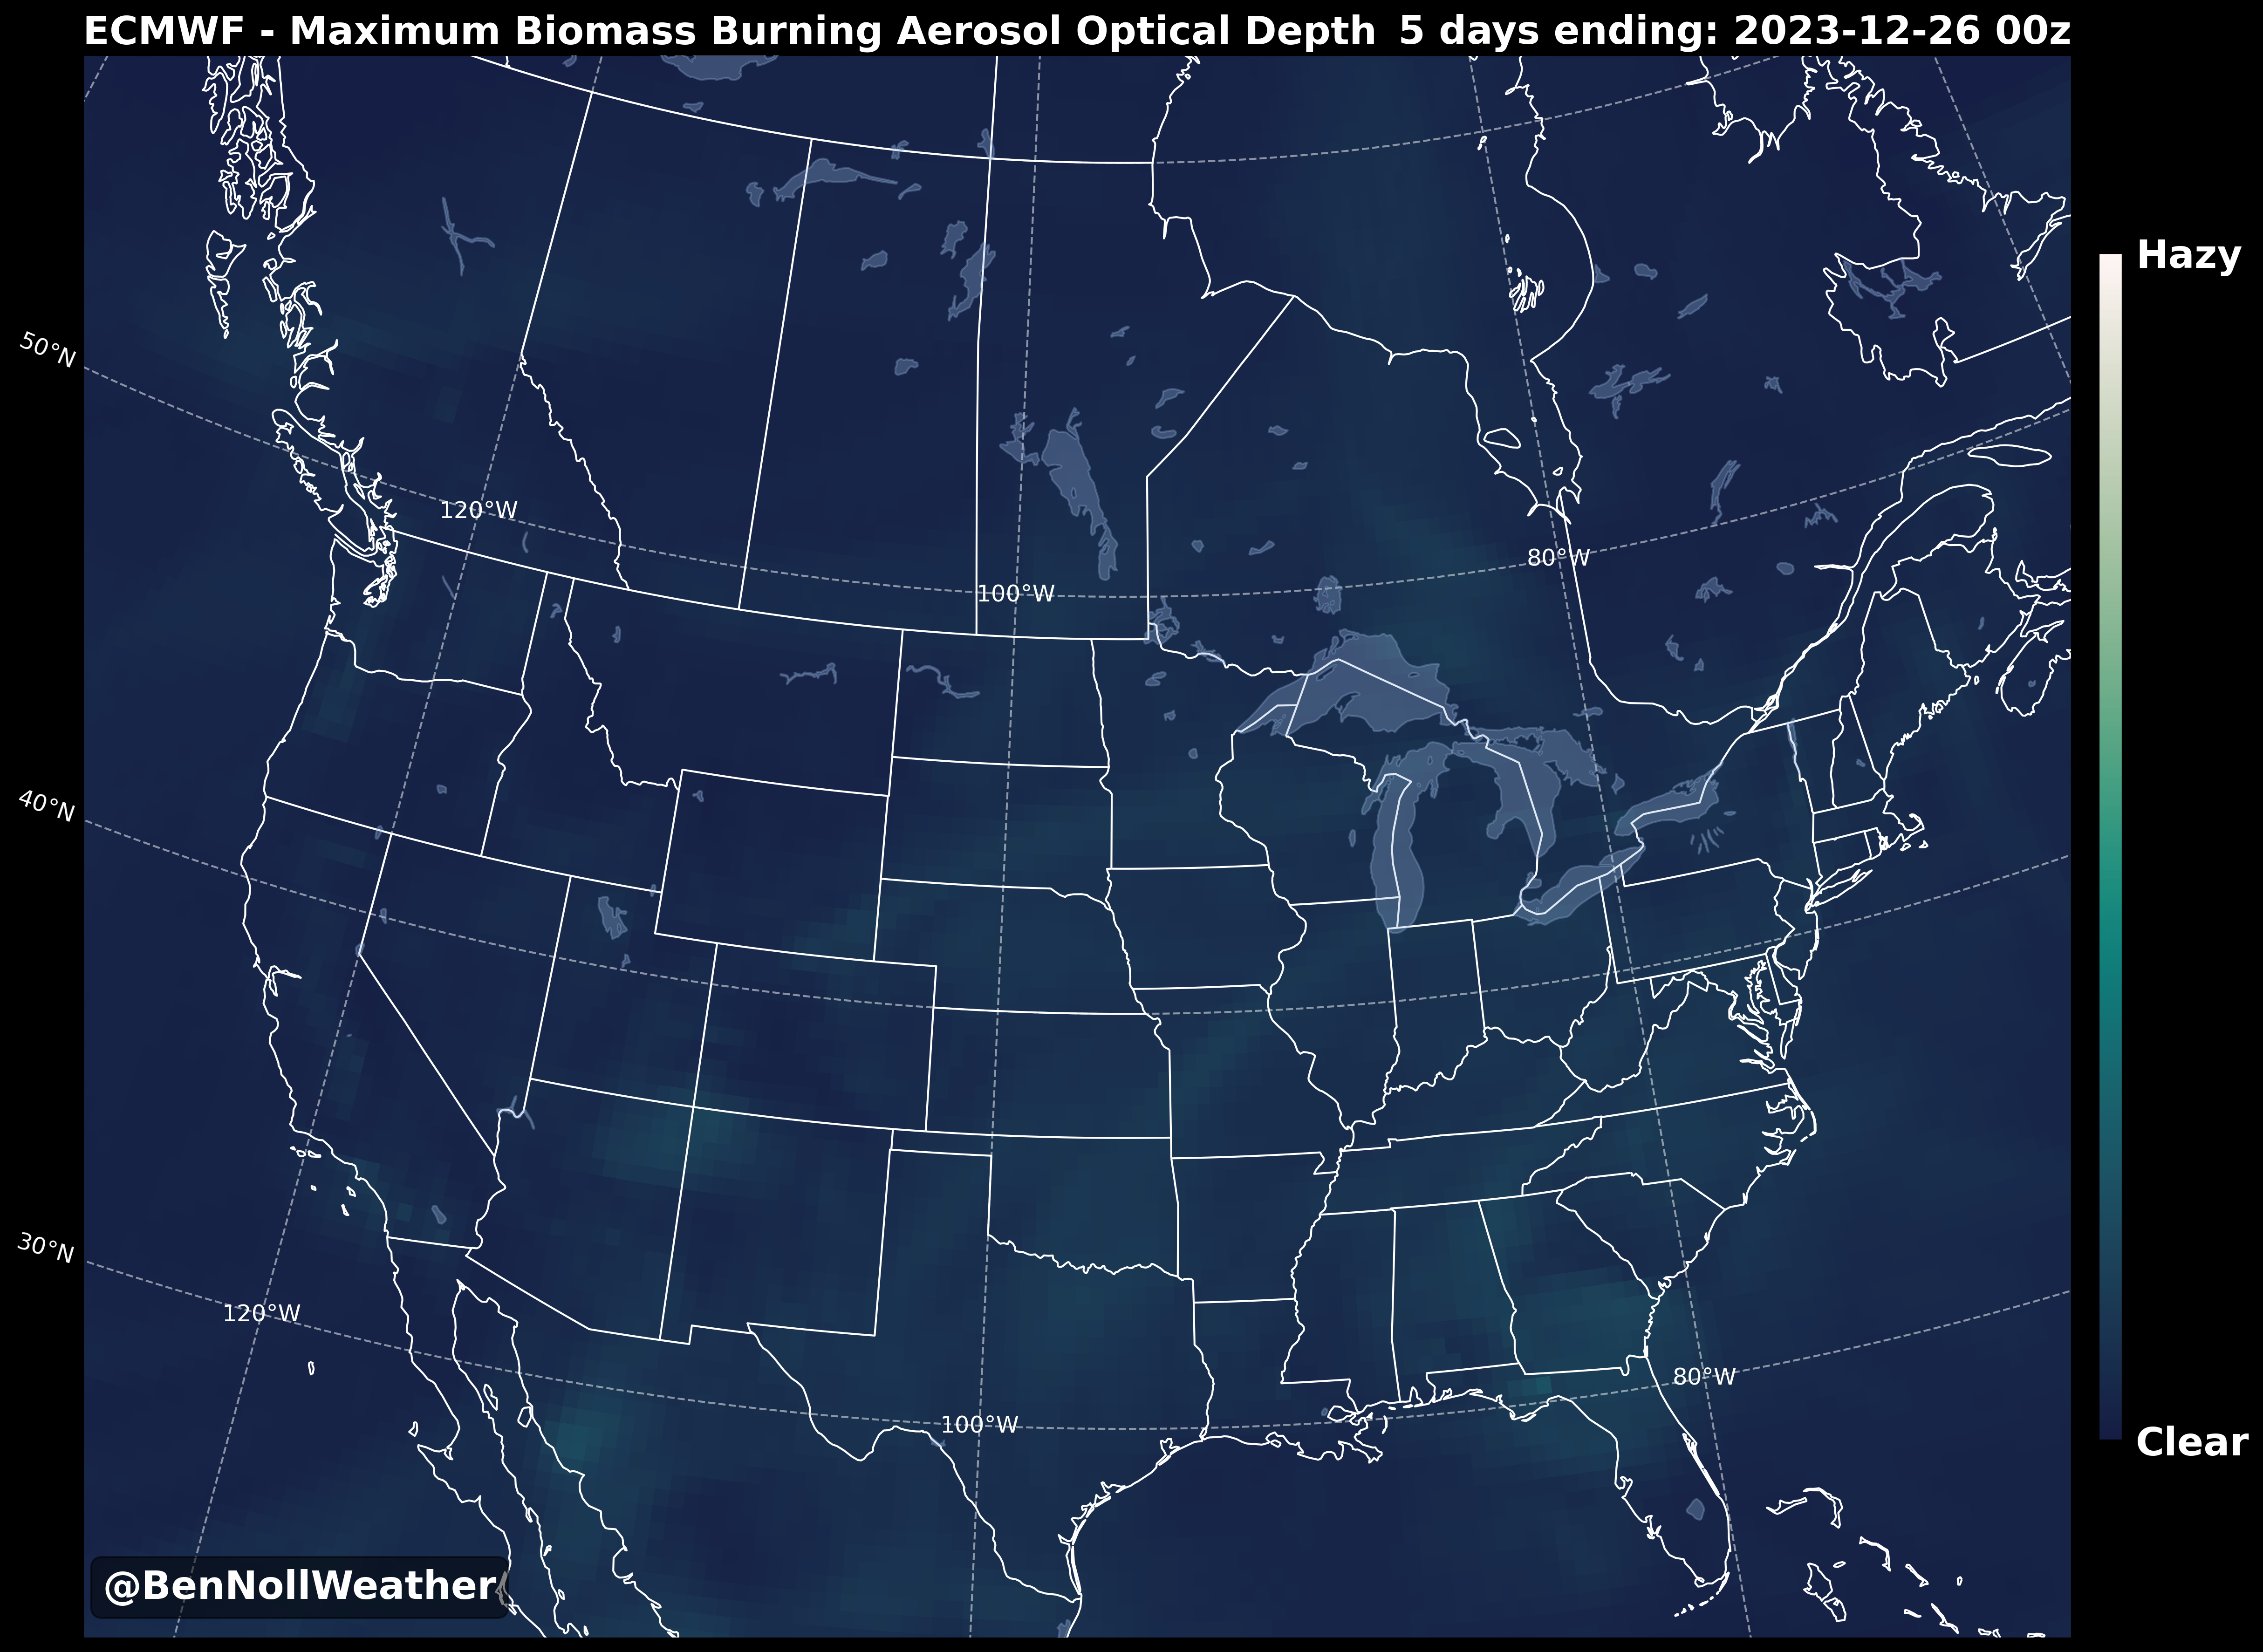 ECMWF - Maximum Biomass Burning Aerosol Optical Depth 5 days ending: 2023-12-26 00z
Hazy
50°N
120°W
80°W
100°W
40°N
30°N
120°W
80°W
100°W
Clear
@BenNollWeather